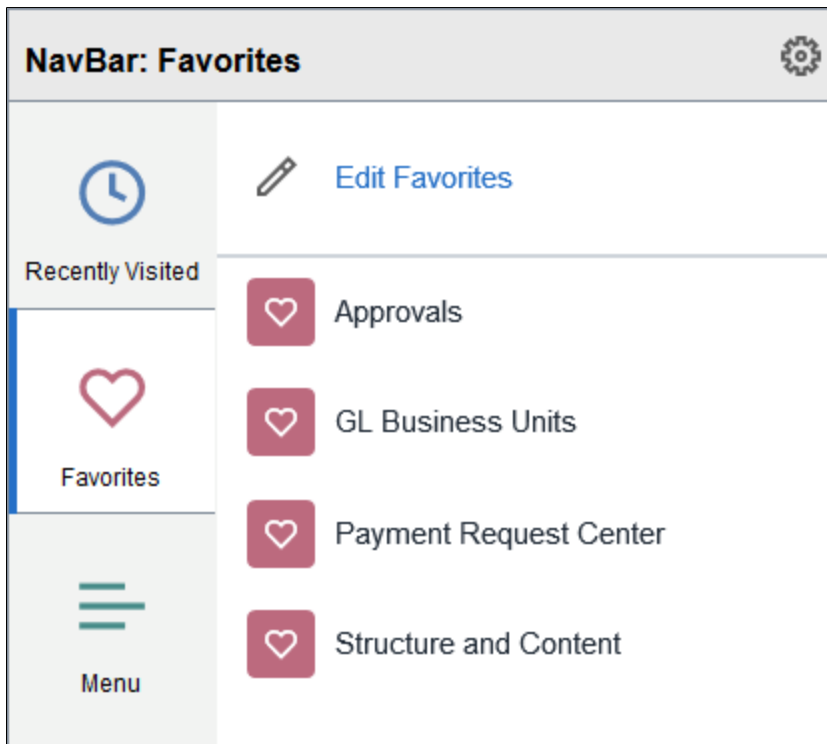 NavBar: Favorites
Recently Visited
Favorites
Menu
Edit Favorites
Approvals
GL Business Units
Payment Request Center
Structure and Content